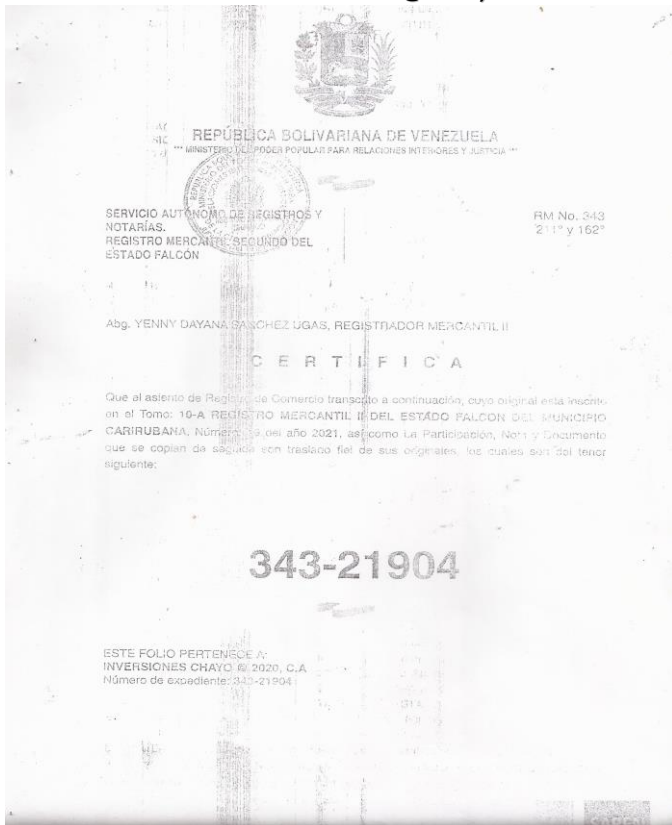 REPÚBLICA BOLIVARIANA DE VENEZUELA
*** MINISTERIO DEL PODER POPULAR PARA RELACIONES INTERIORES Y JUSTICIA ***
SERVICIO AUTÓNOMO DE REGISTROS Y
NOTARÍAS.
REGISTRO MERCANTIL SEGUNDO DEL
ESTADO FALCÓN
RM No. 343
211° y 162°
Abg. YENNY DAYANA SANCHEZ UGAS, REGISTRADOR MERCANTIL II
C E R T I F I C A
Que el asiento de Registro de Comercio transcrito a continuación, cuyo original está inscrito
en el Tomo: 10-A REGISTRO MERCANTIL II DEL ESTADO FALCON DEL MUNICIPIO
CARIRUBANA, Número: del año 2021, así como La Participación, Nota y Documento
que se copian de seguida son traslado fiel de sus originales, los cuales son del tenor
siguiente:
343-21904
ESTE FOLIO PERTENECE A:
INVERSIONES CHAYO @ 2020, C.A
Número de expediente: 343-21904